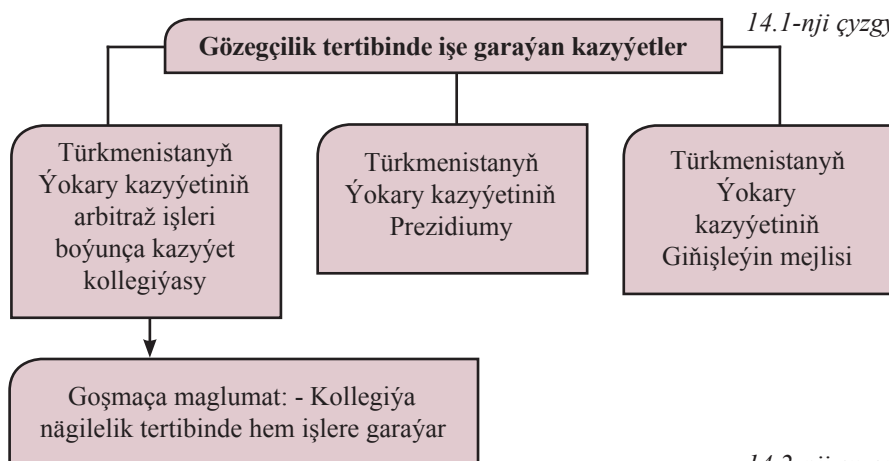 14.1-nji çyzgy
Gözegçilik tertibinde işe garaýan kazyýetler
Türkmenistanyň
Ýokary kazyýetiniň
arbitraž işleri
boýunça kazyýet
kollegiýasy
Türkmenistanyň
Ýokary kazyýetiniň
Prezidiumy
Türkmenistanyň
Ýokary
kazyýetiniň
Giňişleýin mejlisi
Goşmaça maglumat: - Kollegiýa
nägilelik tertibinde hem işlere garaýar